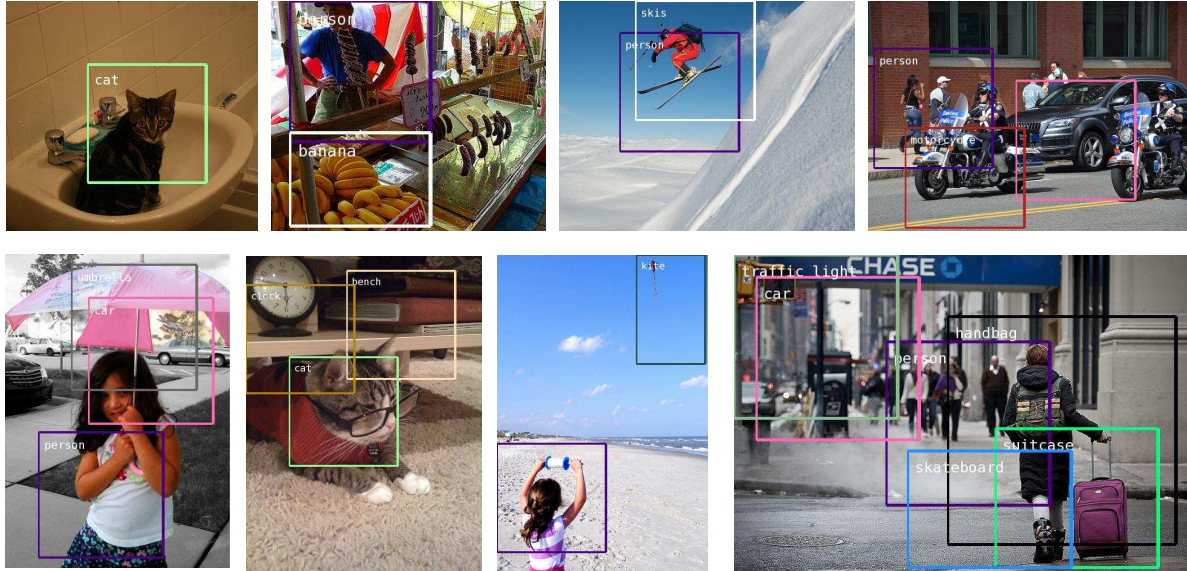 cat
person
banana
skis
person
person
car
motorcycle
umbrella
car
person
clock
bench
cat
kite
person
traffic light
CHASE
car
handbag
person
suitcase
skateboard